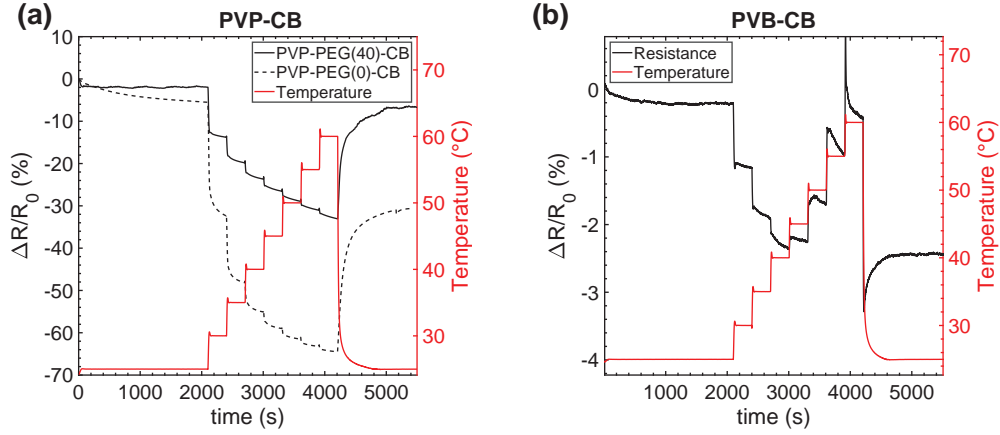 (a)
PVP-CB
10
0
-10
-20
-30
-40
-50
-60
-70
ΔR/R0 (%)
PVP-PEG(40)-CB
PVP-PEG(0)-CB
Temperature
70
60
50
40
30
Temperature (°C)
0 1000 2000 3000 4000 5000
time (s)
(b)
PVB-CB
0
-1
-2
-3
-4
ΔR/R0 (%)
Resistance
Temperature
70
60
50
40
30
Temperature (°C)
1000 2000 3000 4000 5000
time (s)